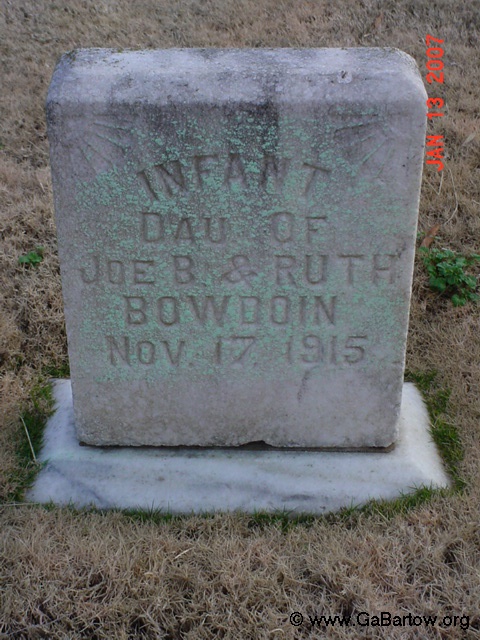 INFANT
DAU. OF
JOE B. & RUTH
BOWDOIN
NOV. 17, 1915
JAN 13 2007
© www.GaBartow.org